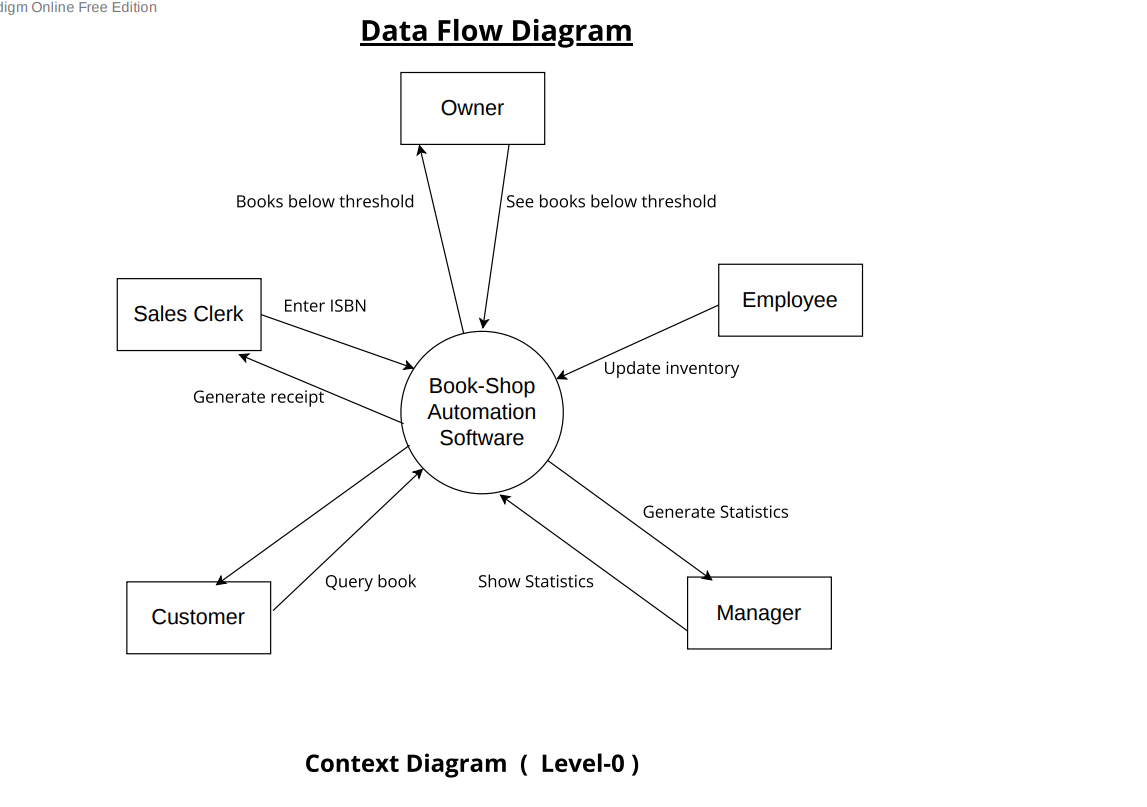 digm Online Free Edition
Data Flow Diagram
Owner
Books below threshold
See books below threshold
Sales Clerk
Enter ISBN
Employee
Update inventory
Generate receipt
Book-Shop
Automation
Software
Generate Statistics
Query book
Show Statistics
Customer
Manager
Context Diagram ( Level-0 )